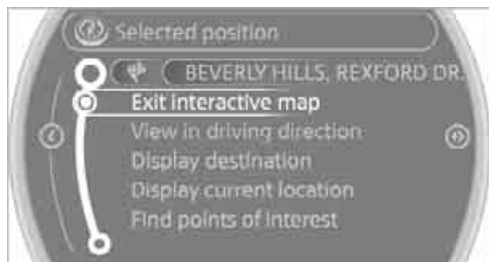 Selected position
BEVERLY HILLS, REXFORD DR.
Exit interactive map
View in driving direction
Display destination
Display current location
Find points of interest